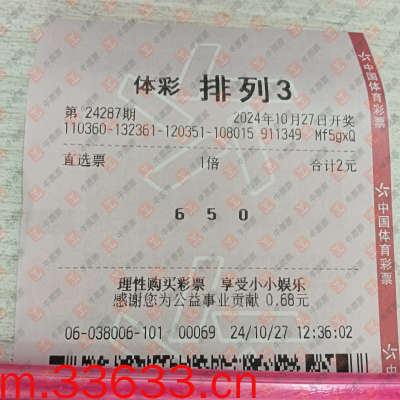 体彩 排列3
第 24287期 2024年10月27日开奖
110360-132361-120351-108015 911349 Mf5gxQ
直选票 1倍 合计2元
6 5 0
理性购买彩票 享受小小娱乐
感谢您为公益事业贡献 0.68元
06-038006-101 00069 24/10/27 12:36:02
中国体育彩票
中国体育彩票
m.33633.cn